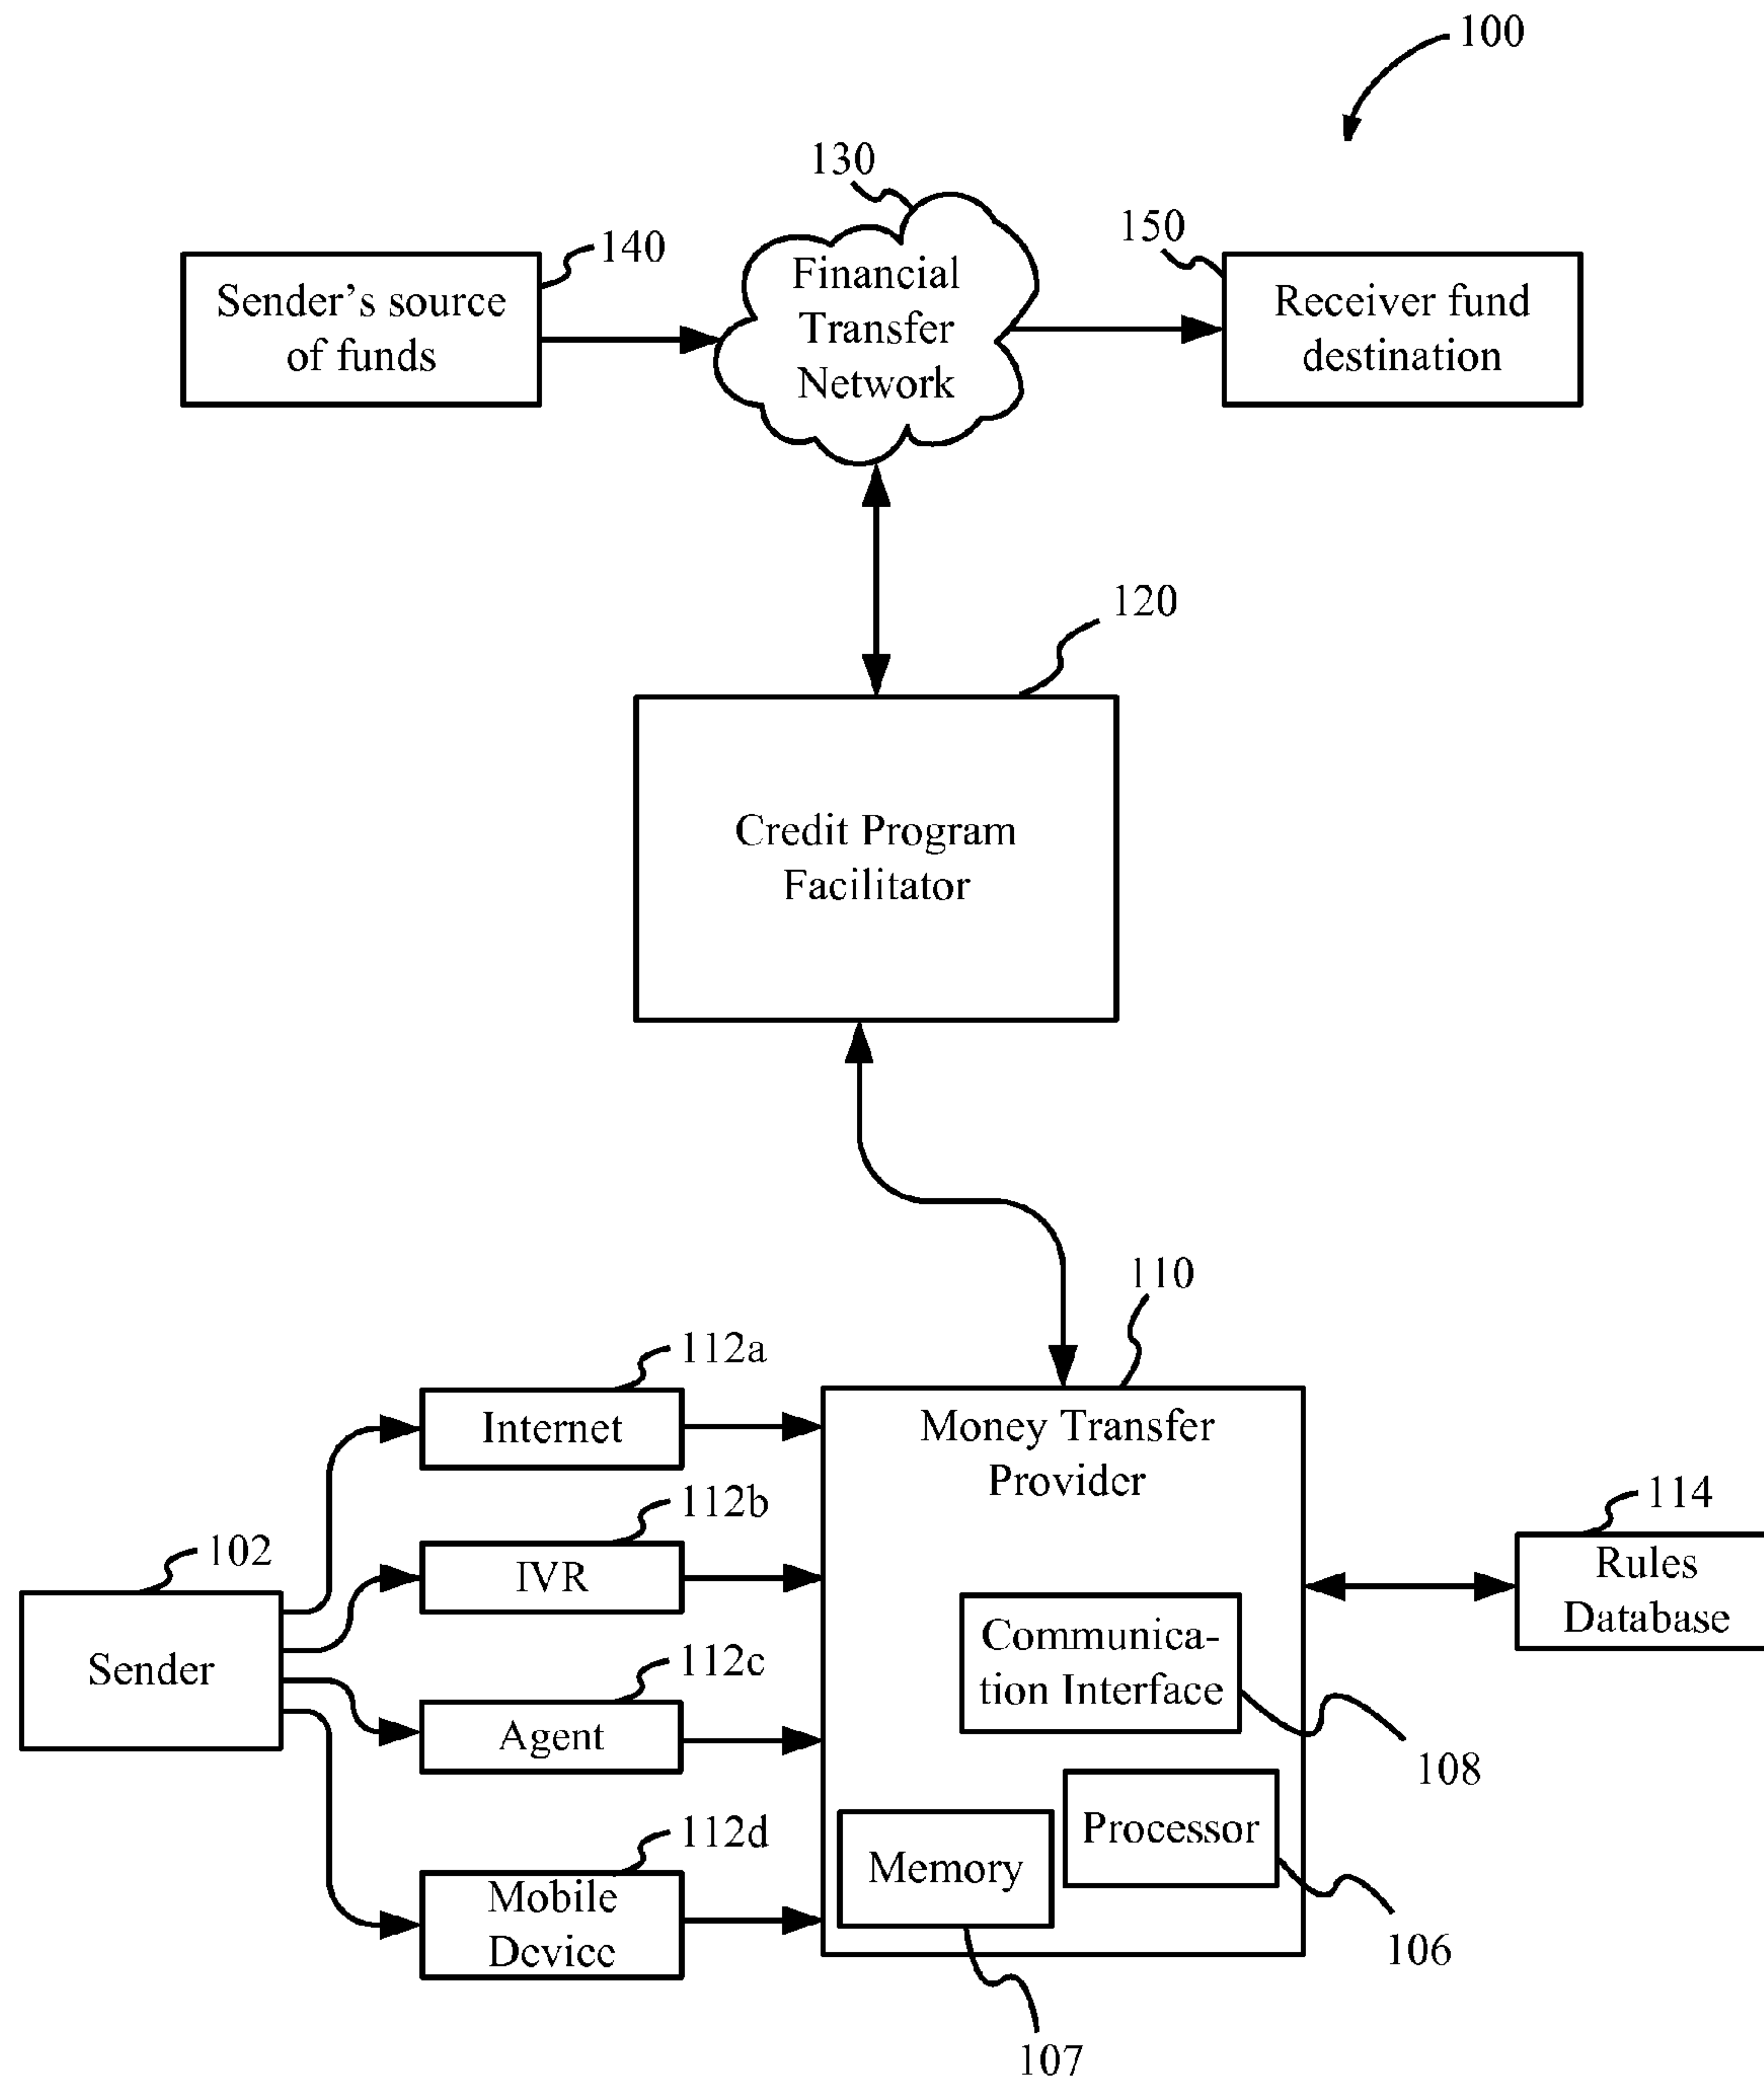 100
130
140
150
Sender's source
of funds
Financial
Transfer
Network
Receiver fund
destination
120
Credit Program
Facilitator
110
112a
Internet
Money Transfer
Provider
112b
IVR
114
Rules
Database
102
Sender
Communica-
tion Interface
112c
Agent
108
112d
Mobile
Device
Memory
Processor
106
107